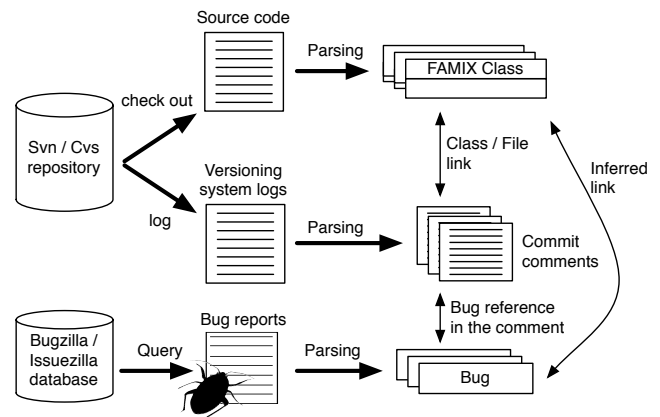 Source code
Parsing
FAMIX Class
check out
Svn / Cvs
repository
Class / File
link
Inferred
link
Versioning
system logs
log
Parsing
Commit
comments
Bug reference
in the comment
Bugzilla /
Issuezilla
database
Query
Bug reports
Parsing
Bug